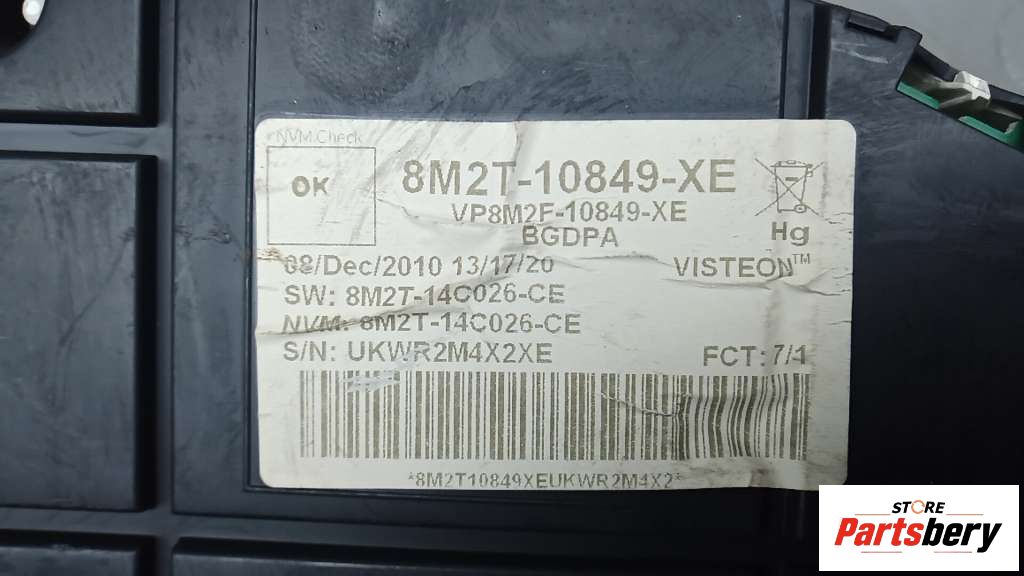 NVM.Check
OK
8M2T-10849-XE
VP8M2F-10849-XE
BGDPA
Hg
08/Dec/2010 13/17/20
VISTEON™
SW: 8M2T-14C026-CE
NVM: 8M2T-14C026-CE
S/N: UKWR2M4X2XE
FCT: 7/1
*8M2T10849XEUKWR2M4X2*
STORE
Partsbery